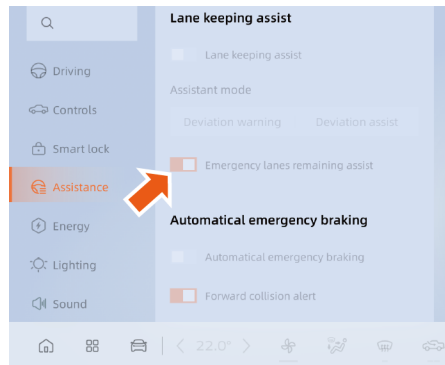 Lane keeping assist
Lane keeping assist
Driving
Assistant mode
Controls
Deviation warning Deviation assist
Smart lock
Emergency lanes remaining assist
Assistance
Energy
Automatical emergency braking
Automatical emergency braking
Lighting
Sound
Forward collision alert
22.0°